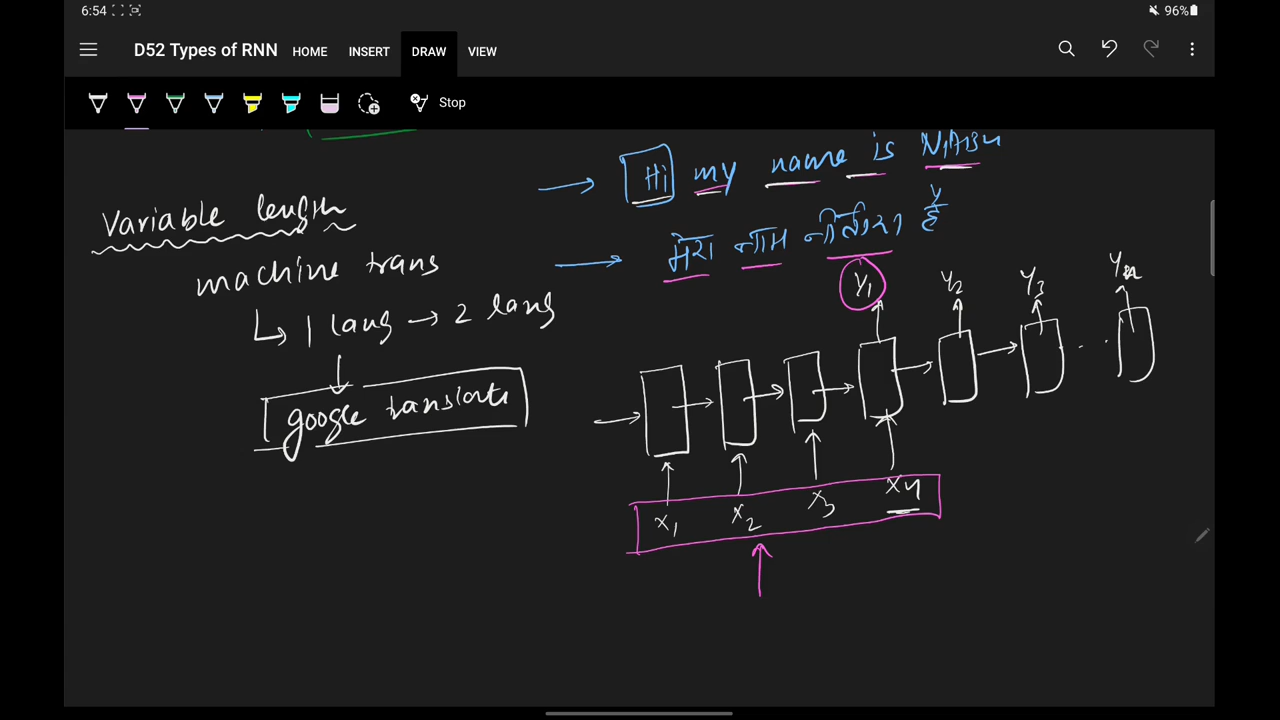 6:54 96%
D52 Types of RNN HOME INSERT DRAW VIEW
Stop
Hi my name is
Variable length
मेरा नाम है
machine trans
↳ 1 lang → 2 lang
google translate
Y1 Y2 Y3
x1 x2 x3 x4